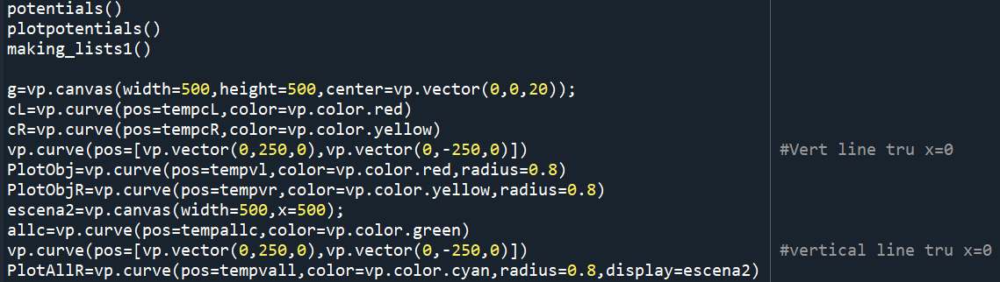 potentials()
plotpotentials()
making_lists1()
g=vp.canvas(width=500,height=500,center=vp.vector(0,0,20));
cL=vp.curve(pos=tempcL,color=vp.color.red)
cR=vp.curve(pos=tempcR,color=vp.color.yellow)
vp.curve(pos=[vp.vector(0,250,0),vp.vector(0,-250,0)]) #Vert line tru x=0
PlotObj=vp.curve(pos=tempvl,color=vp.color.red,radius=0.8)
PlotObjR=vp.curve(pos=tempvr,color=vp.color.yellow,radius=0.8)
escena2=vp.canvas(width=500,x=500);
allc=vp.curve(pos=tempallc,color=vp.color.green)
vp.curve(pos=[vp.vector(0,250,0),vp.vector(0,-250,0)]) #vertical line tru x=0
PlotAllR=vp.curve(pos=tempvall,color=vp.color.cyan,radius=0.8,display=escena2)